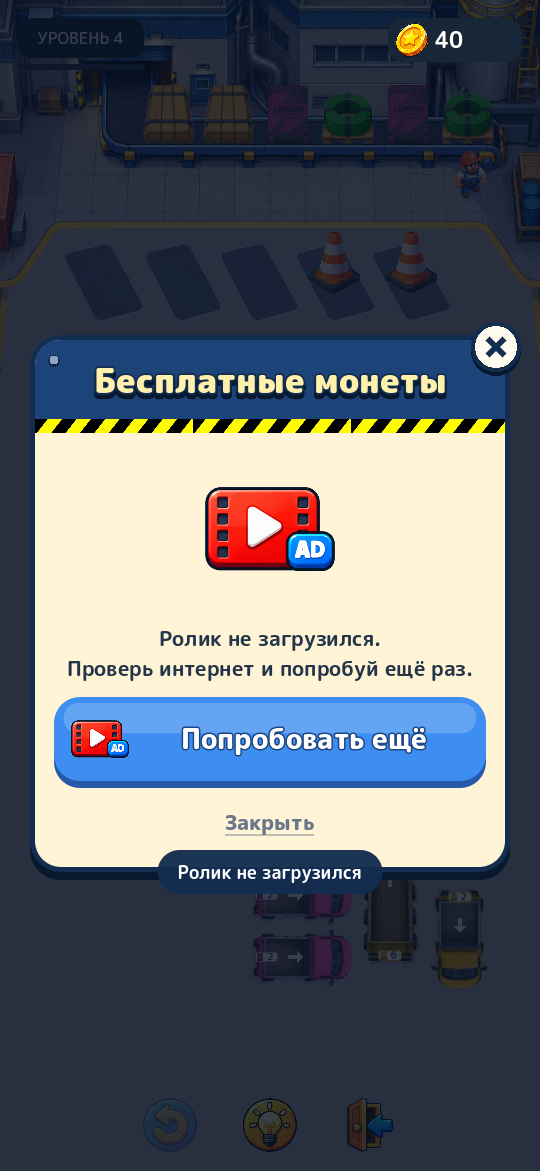 УРОВЕНЬ 4
40
Бесплатные монеты
AD
Ролик не загрузился.
Проверь интернет и попробуй ещё раз.
AD
Попробовать ещё
Закрыть
Ролик не загрузился